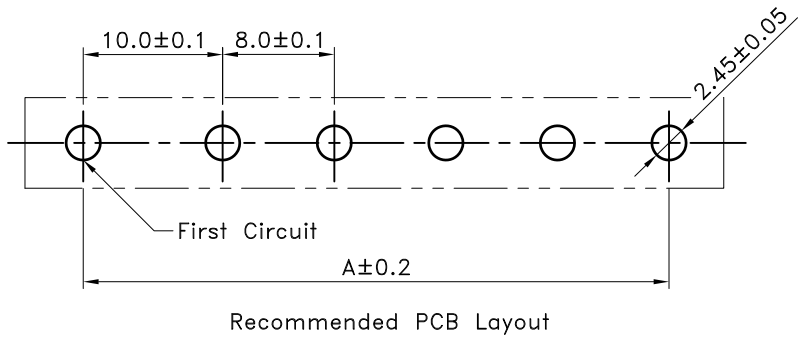 10.0±0.1
8.0±0.1
2.45±0.05
First Circuit
A±0.2
Recommended PCB Layout